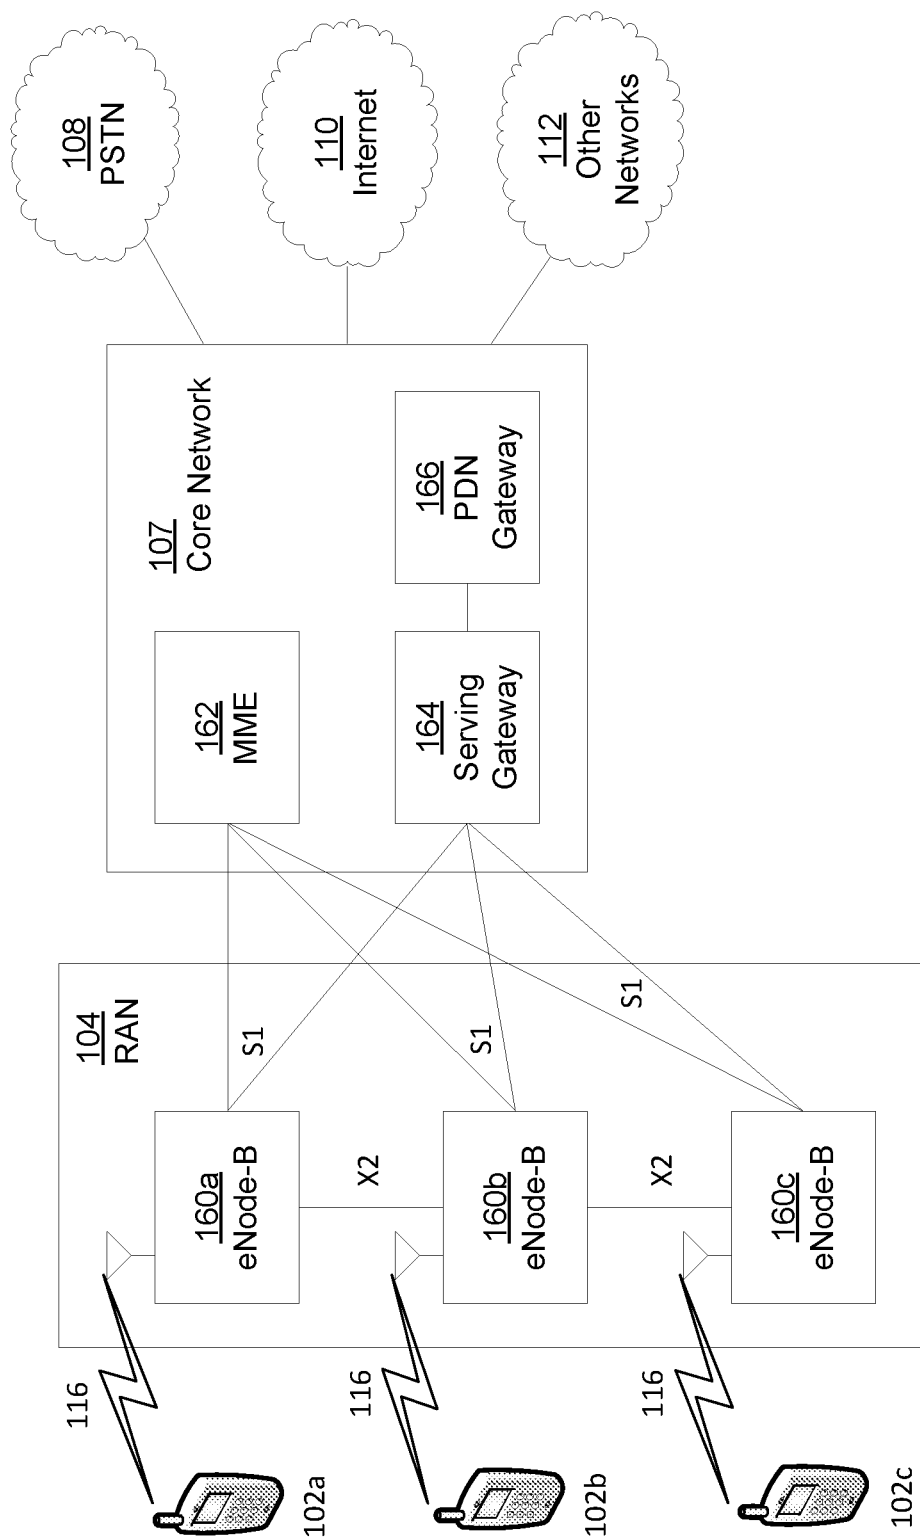 102a
116
160a
eNode-B
104
RAN
S1
X2
102b
116
160b
eNode-B
S1
X2
102c
116
160c
eNode-B
S1
107
Core Network
162
MME
164
Serving
Gateway
166
PDN
Gateway
108
PSTN
110
Internet
112
Other
Networks